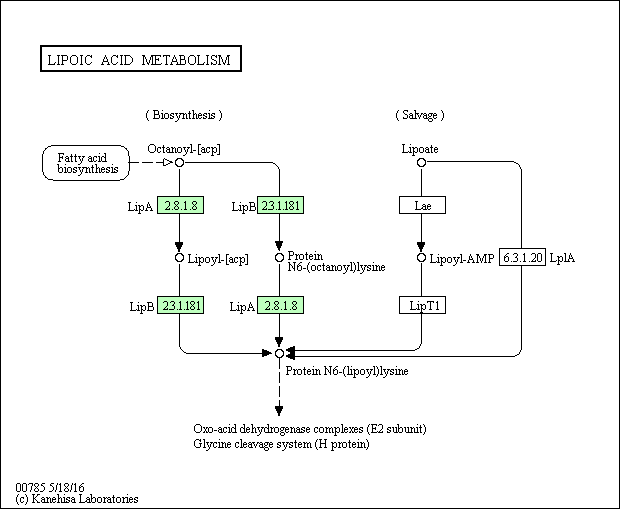 LIPOIC ACID METABOLISM
( Biosynthesis )
( Salvage )
Octanoyl-[acp]
Lipoate
Fatty acid
biosynthesis
LipA
2.8.1.8
LipB
2.3.1.181
Lae
Lipoyl-[acp]
Protein
N6-(octanoyl)lysine
Lipoyl-AMP
6.3.1.20
LplA
LipB
2.3.1.181
LipA
2.8.1.8
LipT1
Protein N6-(lipoyl)lysine
Oxo-acid dehydrogenase complexes (E2 subunit)
Glycine cleavage system (H protein)
00785 5/18/16
(c) Kanehisa Laboratories